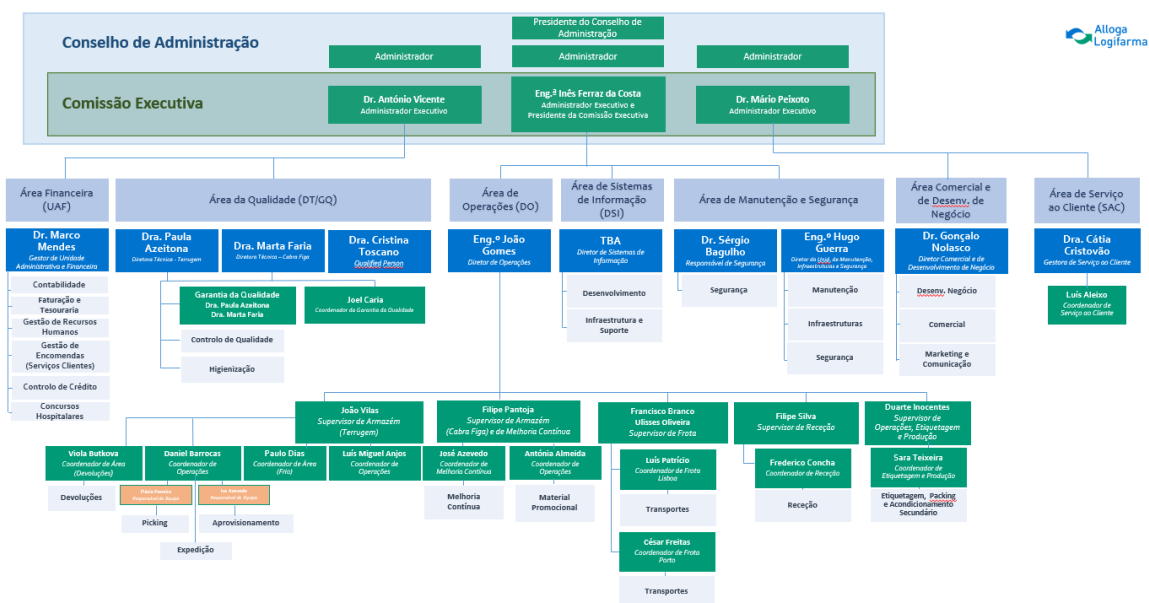 Presidente do Conselho de
Administração
Alloga
Logifarma
Conselho de Administração
Administrador
Administrador
Administrador
Comissão Executiva
Dr. António Vicente
Administrador Executivo
Eng.ª Inês Ferraz da Costa
Administrador Executivo e
Presidente da Comissão Executiva
Dr. Mário Peixoto
Administrador Executivo
Área Financeira
(UAF)
Área da Qualidade (DT/GQ)
Área de
Operações (DO)
Área de Sistemas
de Informação
(DSI)
Área de Manutenção e Segurança
Área Comercial e
de Desenv. de
Negócio
Área de Serviço
ao Cliente (SAC)
Dr. Marco
Mendes
Gestor de Unidade
Administrativa e Financeira
Dra. Paula
Azeitona
Diretora Técnica - Terrugem
Dra. Marta Faria
Diretora Técnica – Cabra Figa
Dra. Cristina
Toscano
Qualified Person
Eng.º João
Gomes
Diretor de Operações
TBA
Diretor de Sistemas de
Informação
Dr. Sérgio
Bagulho
Responsável de Segurança
Eng.º Hugo
Guerra
Diretor da Unid. de Manutenção,
Infraestruturas e Segurança
Dr. Gonçalo
Nolasco
Diretor Comercial e de
Desenvolvimento de Negócio
Dra. Cátia
Cristovão
Gestora de Serviço ao Cliente
Contabilidade
Faturação e
Tesouraria
Gestão de Recursos
Humanos
Gestão de
Encomendas
(Serviços Clientes)
Controlo de Crédito
Concursos
Hospitalares
Garantia da Qualidade
Dra. Paula Azeitona
Dra. Marta Faria
Joel Caria
Coordenador da Garantia da Qualidade
Controlo de Qualidade
Higienização
Desenvolvimento
Infraestrutura e
Suporte
Segurança
Manutenção
Infraestruturas
Segurança
Desenv. Negócio
Comercial
Marketing e
Comunicação
Luís Aleixo
Coordenador de
Serviço ao Cliente
João Vilas
Supervisor de Armazém
(Terrugem)
Filipe Pantoja
Supervisor de Armazém
(Cabra Figa) e de Melhoria Contínua
Francisco Branco
Ulisses Oliveira
Supervisor de Frota
Filipe Silva
Supervisor de Receção
Duarte Inocentes
Supervisor de
Operações, Etiquetagem
e Produção
Viola Butkova
Coordenador de Área
(Devoluções)
Daniel Barrocas
Coordenador de
Operações
Paulo Dias
Coordenador de Área
(Frio)
Luís Miguel Anjos
Coordenador de
Operações
José Azevedo
Coordenador de
Melhoria Contínua
Antónia Almeida
Coordenador de
Operações
Luís Patrício
Coordenador de Frota
Lisboa
Frederico Concha
Coordenador de Receção
Sara Teixeira
Coordenador de
Etiquetagem e Produção
Devoluções
Responsável de Equipa
Responsável de Equipa
Picking
Aprovisionamento
Expedição
Melhoria
Contínua
Material
Promocional
Transportes
Receção
Etiquetagem, Packing
e Acondicionamento
Secundário
César Freitas
Coordenador de Frota
Porto
Transportes